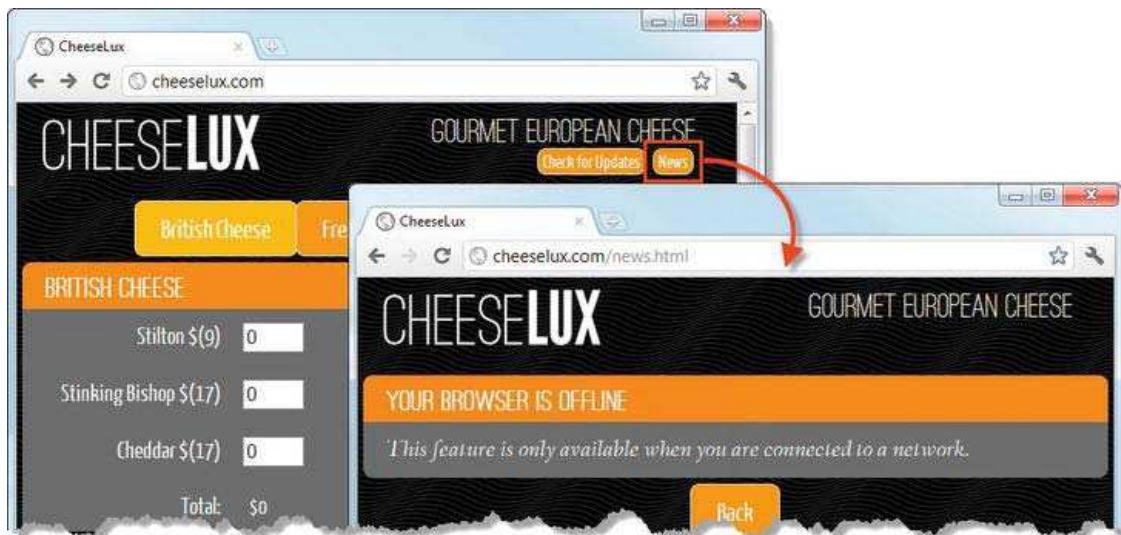 CheeseLux
cheeselux.com
CHEESELUX
GOURMET EUROPEAN CHEESE
Check for Updates
News
British Cheese
Fre
BRITISH CHEESE
Stilton $(9) 0
Stinking Bishop $(17) 0
Cheddar $(17) 0
Total: $0
CheeseLux
cheeselux.com/news.html
CHEESELUX
GOURMET EUROPEAN CHEESE
YOUR BROWSER IS OFFLINE
This feature is only available when you are connected to a network.
Back